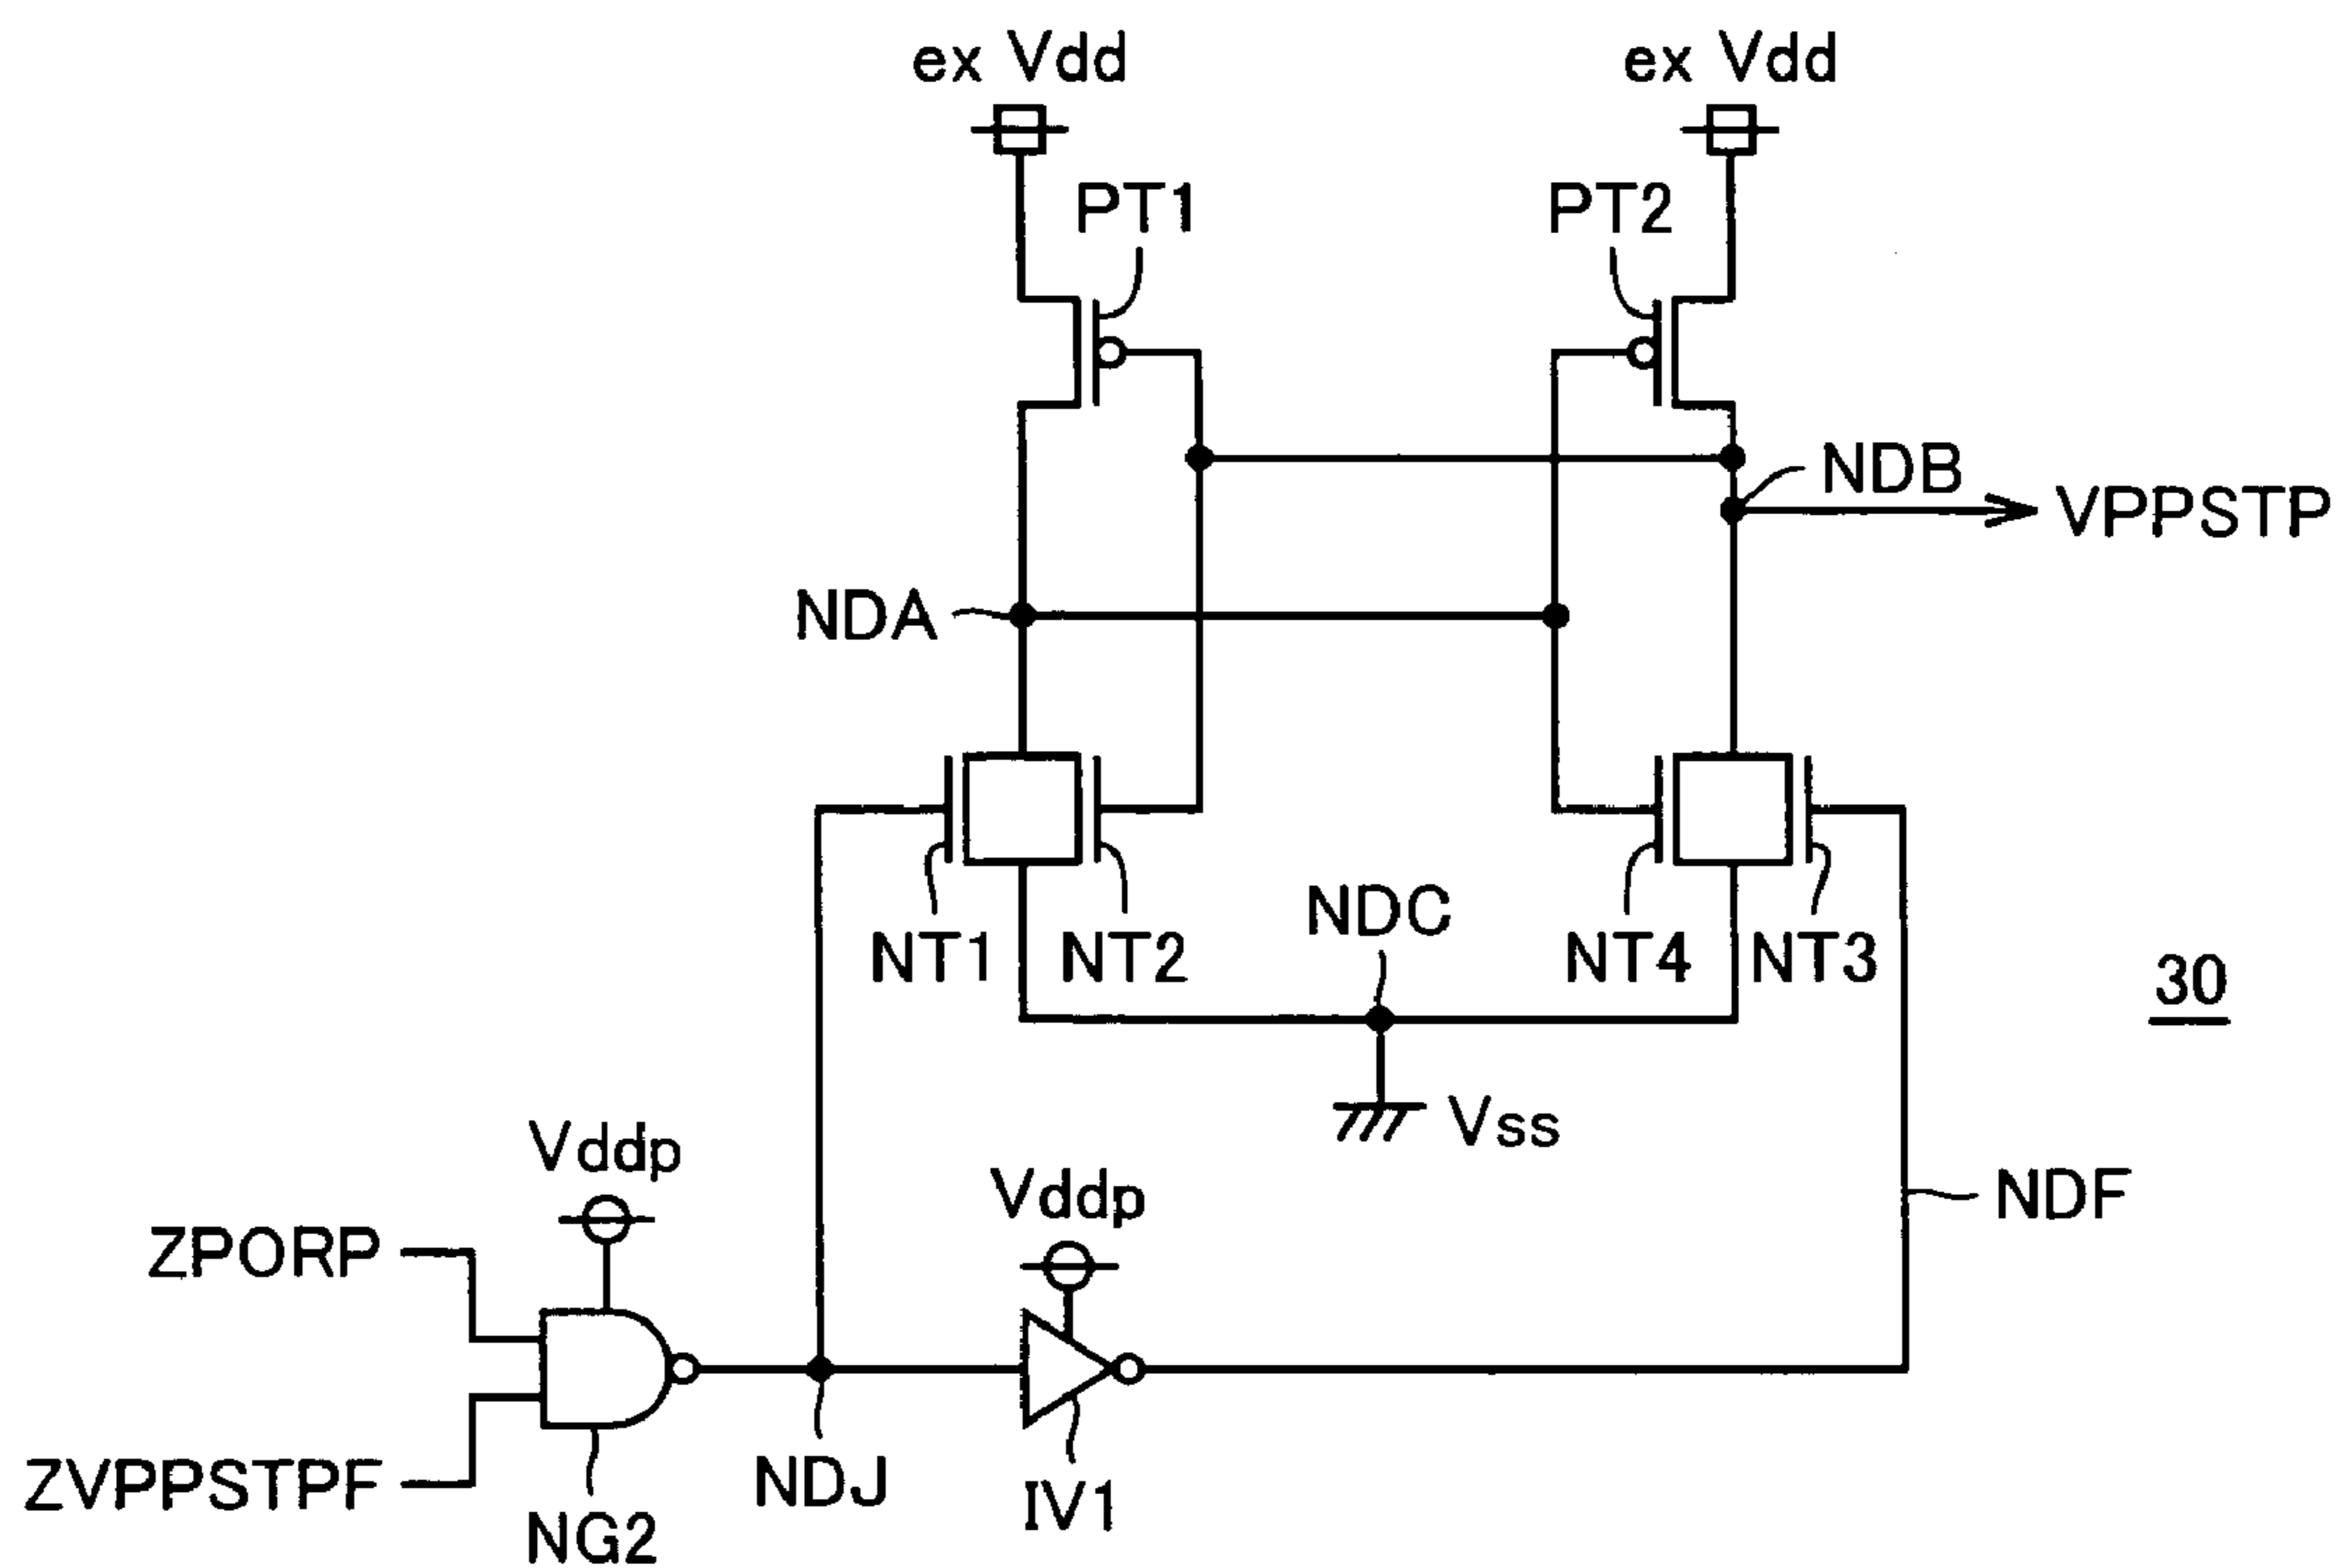 ex Vdd
ex Vdd
PT1
PT2
NDB
VPPSTP
NDA
NDC
NT1
NT2
NT4
NT3
30
Vss
Vddp
Vddp
NDF
ZPORP
ZVPPSTPF
NDJ
IV1
NG2